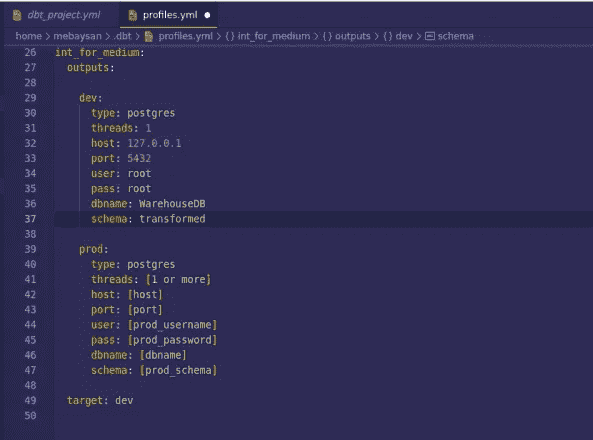 dbt_project.yml profiles.yml
home > mebaysan > .dbt > profiles.yml > {} int_for_medium > {} outputs > {} dev > schema
26 int_for_medium:
27 outputs:
28
29 dev:
30 type: postgres
31 threads: 1
32 host: 127.0.0.1
33 port: 5432
34 user: root
35 pass: root
36 dbname: WarehouseDB
37 schema: transformed
38
39 prod:
40 type: postgres
41 threads: [1 or more]
42 host: [host]
43 port: [port]
44 user: [prod_username]
45 pass: [prod_password]
46 dbname: [dbname]
47 schema: [prod_schema]
48
49 target: dev
50